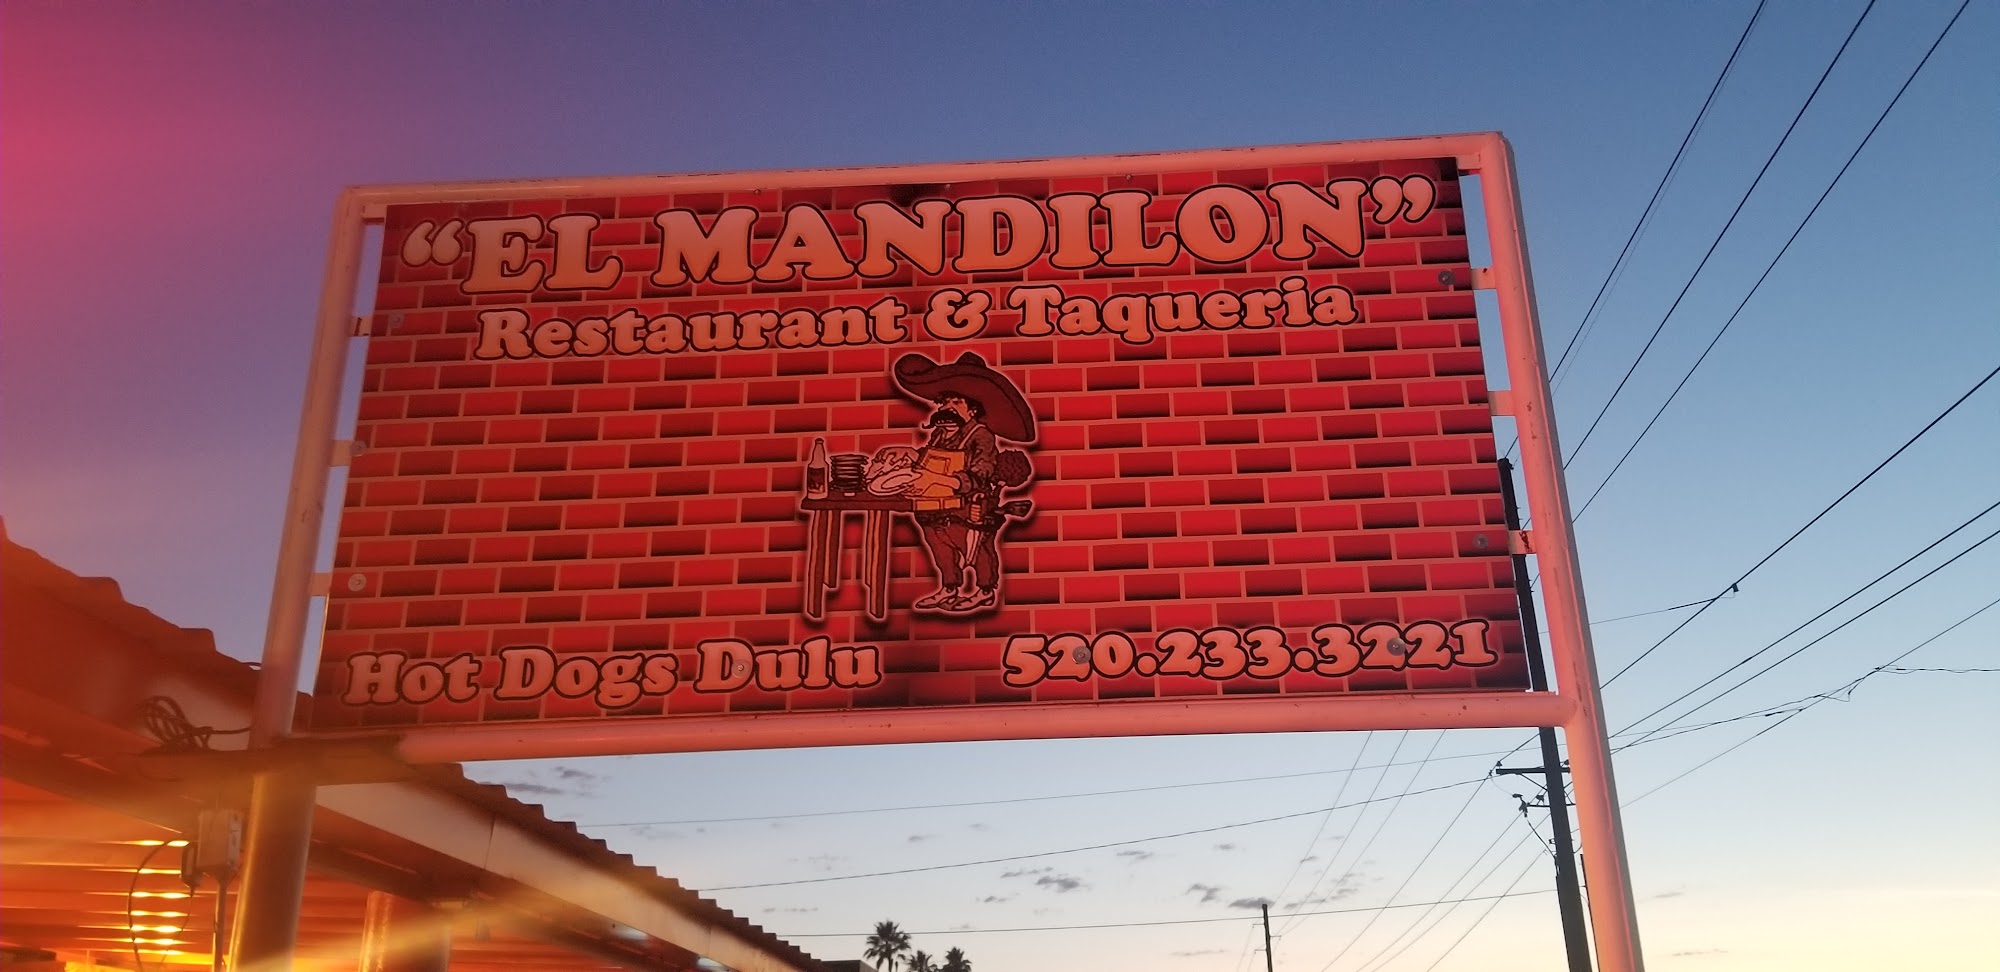 “EL MANDILON”
Restaurant & Taqueria
Hot Dogs Dulu 520.233.3221